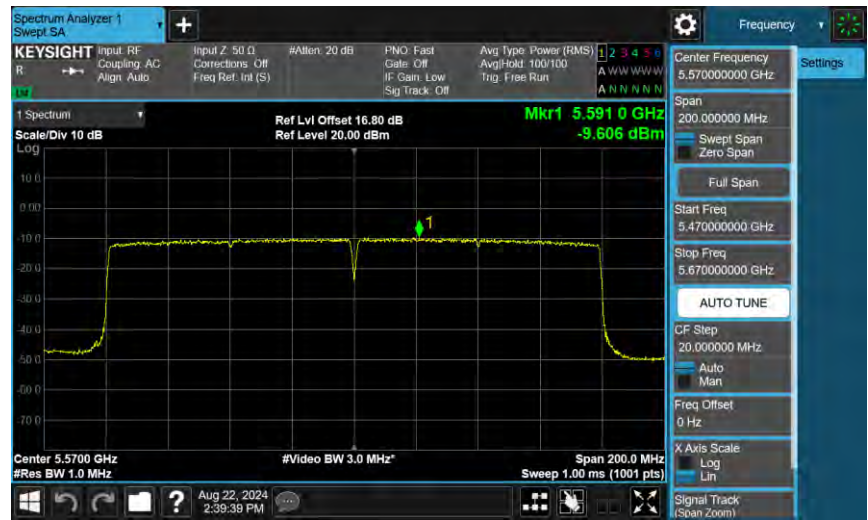 Spectrum Analyzer 1
Swept SA
Frequency
KEYSIGHT
R
LM
Input: RF
Coupling: AC
Align: Auto
Input Z: 50 Ω
Corrections: Off
Freq Ref: Int (S)
#Atten: 20 dB
PNO: Fast
Gate: Off
IF Gain: Low
Sig Track: Off
Avg Type: Power (RMS)
Avg|Hold: 100/100
Trig: Free Run
1 2 3 4 5 6
A W W W W W
A N N N N N
1 Spectrum
Scale/Div 10 dB
Log
Ref Lvl Offset 16.80 dB
Ref Level 20.00 dBm
Mkr1 5.591 0 GHz
-9.606 dBm
10.0
0.00
-10.0
-20.0
-30.0
-40.0
-50.0
-60.0
-70.0
1
Center 5.5700 GHz
#Res BW 1.0 MHz
#Video BW 3.0 MHz*
Span 200.0 MHz
Sweep 1.00 ms (1001 pts)
?
Aug 22, 2024
2:39:39 PM
Center Frequency
5.570000000 GHz
Settings
Span
200.000000 MHz
Swept Span
Zero Span
Full Span
Start Freq
5.470000000 GHz
Stop Freq
5.670000000 GHz
AUTO TUNE
CF Step
20.000000 MHz
Auto
Man
Freq Offset
0 Hz
X Axis Scale
Log
Lin
Signal Track
(Span Zoom)